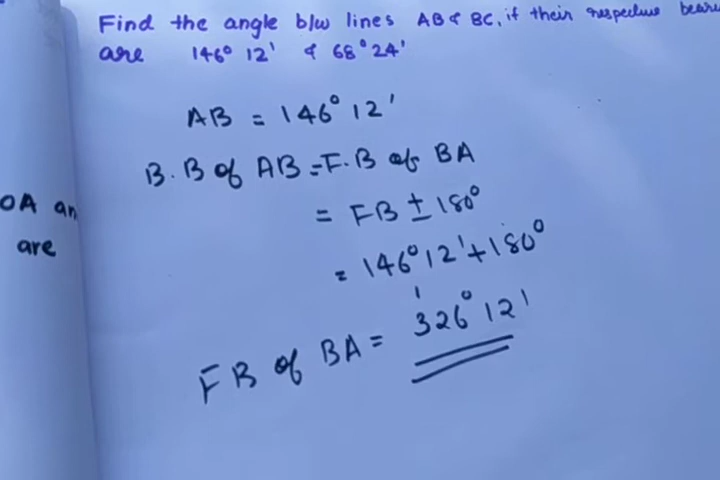 Find the angle b/w lines AB & BC, if their respective
are 146° 12' & 68° 24'
AB = 146° 12'
B.B of AB = F.B of BA
= FB ± 180°
= 146° 12' + 180°
FB of BA = 326° 12'
OA an
are